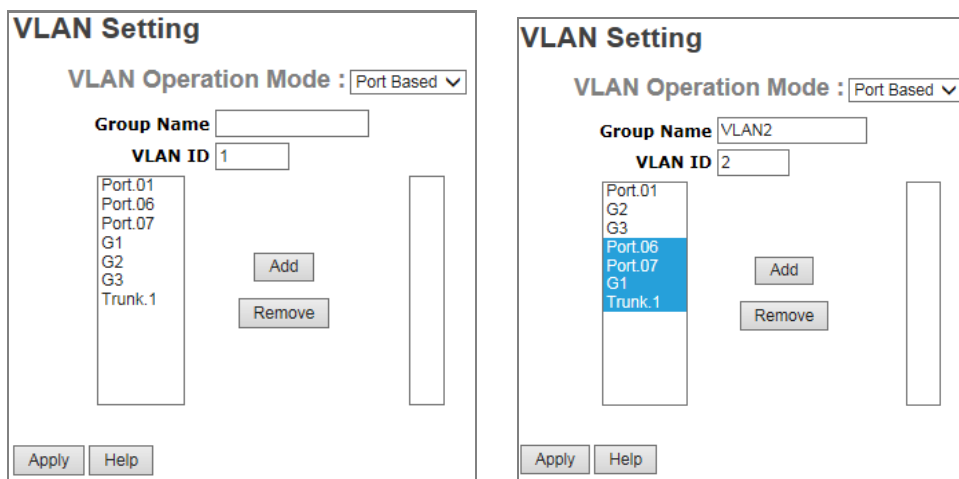 VLAN Setting
VLAN Operation Mode : Port Based
Group Name
VLAN ID 1
Port.01
Port.06
Port.07
G1
G2
G3
Trunk.1
Add
Remove
Apply Help
VLAN Setting
VLAN Operation Mode : Port Based
Group Name VLAN2
VLAN ID 2
Port.01
G2
G3
Port.06
Port.07
G1
Trunk.1
Add
Remove
Apply Help